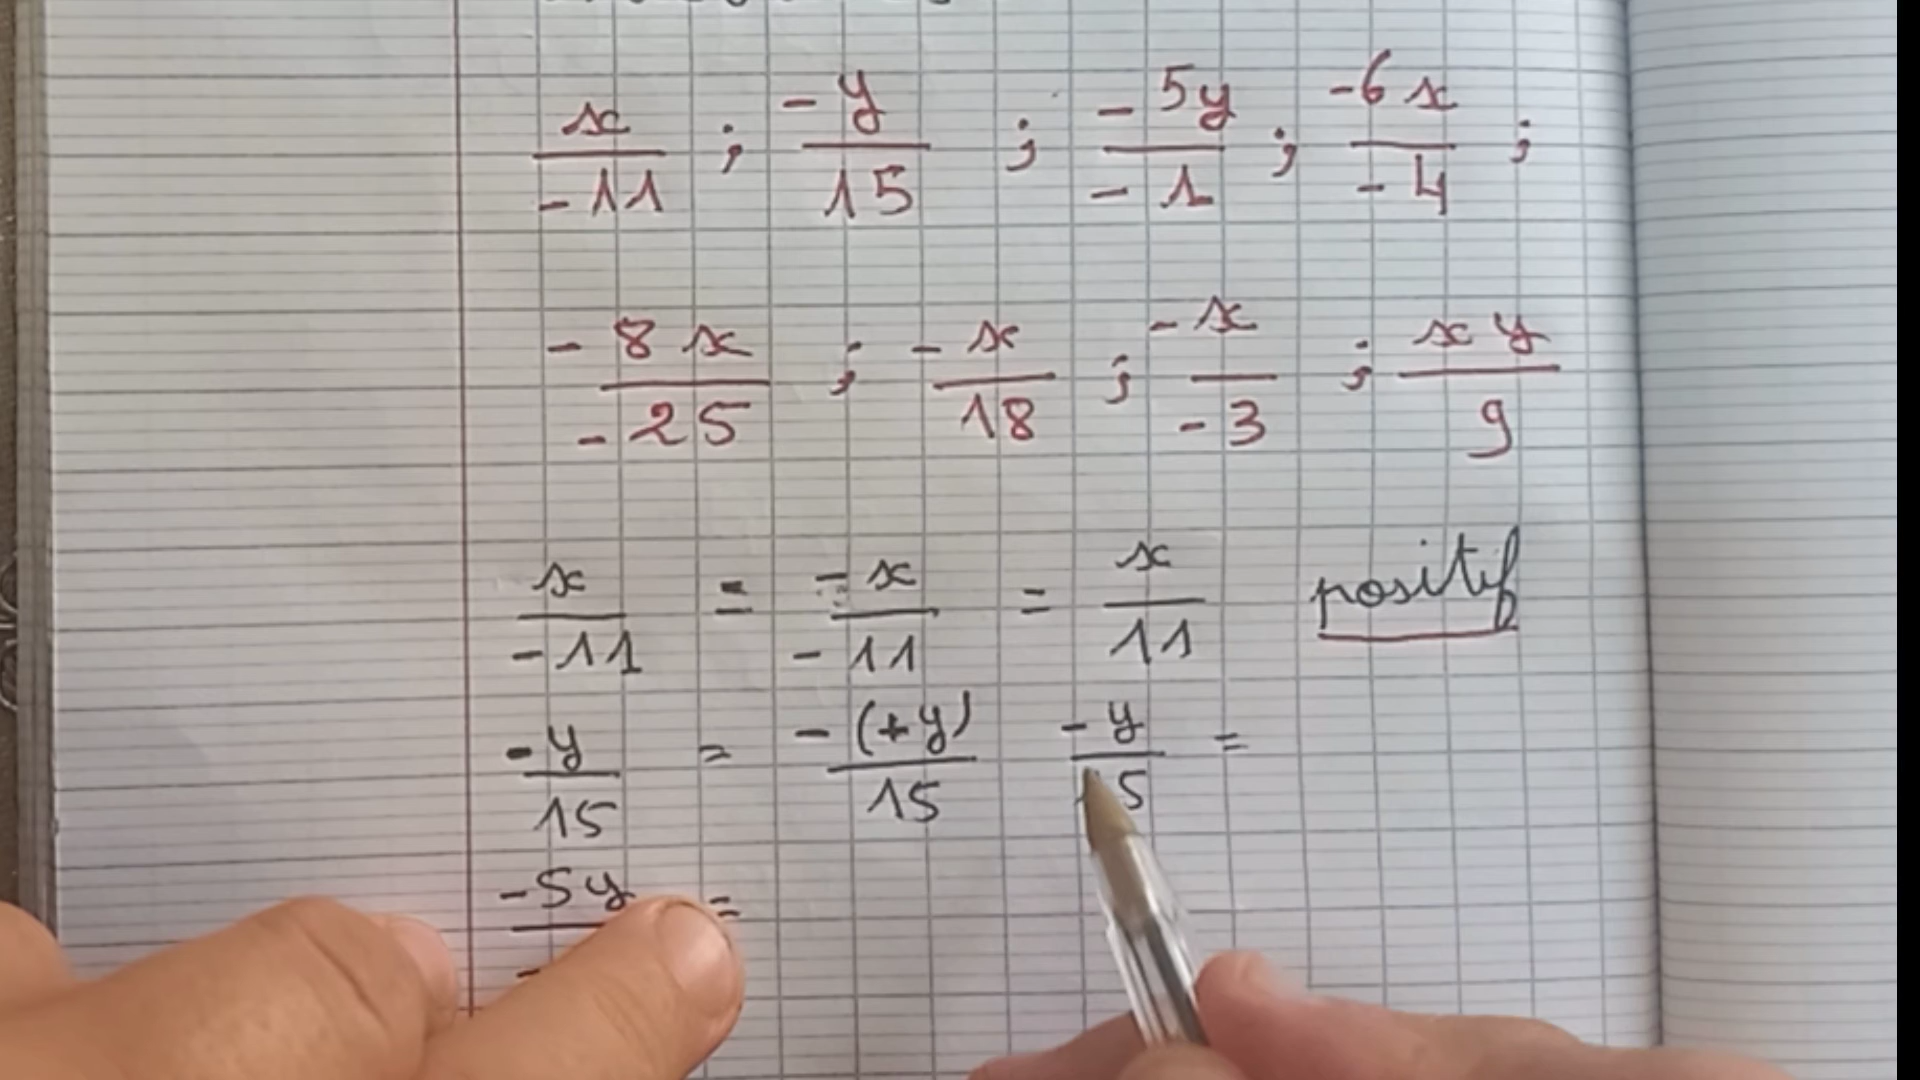 x/-11 ; -y/15 ; -5y/-1 ; -6x/-4 ;
-8x/-25 ; -x/18 ; -x/-3 ; xy/9
x/-11 = -x/-11 = x/11 positif
-y/15 = -(+y)/15 -y/15 =
-5y/- =